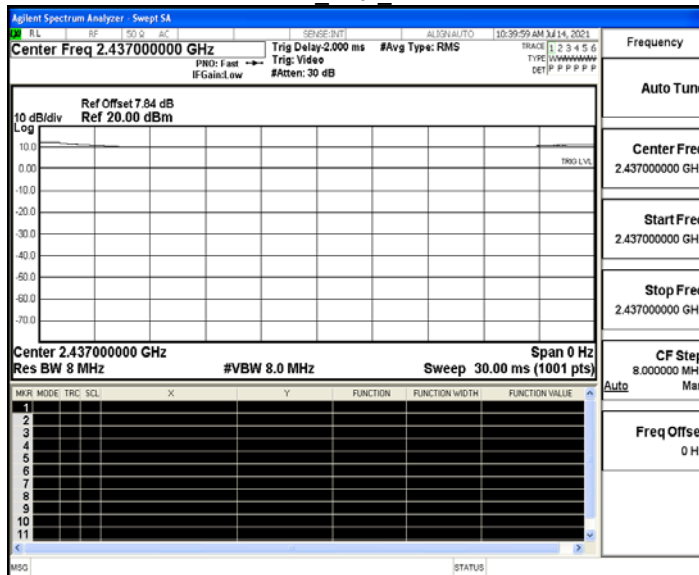 Agilent Spectrum Analyzer - Swept SA
RL RF 50 Ω AC SENSE:INT ALIGN AUTO 10:39:59 AM Jul 14, 2021
Center Freq 2.437000000 GHz
PNO: Fast
IFGain:Low
Trig Delay-2.000 ms
Trig: Video
#Atten: 30 dB
#Avg Type: RMS
TRACE 1 2 3 4 5 6
TYPE WWWWWW
DET P P P P P P
Ref Offset 7.84 dB
10 dB/div Ref 20.00 dBm
Log
10.0
0.00
TRIG LVL
-10.0
-20.0
-30.0
-40.0
-50.0
-60.0
-70.0
Center 2.437000000 GHz Span 0 Hz
Res BW 8 MHz #VBW 8.0 MHz Sweep 30.00 ms (1001 pts)
MKR MODE TRC SCL X Y FUNCTION FUNCTION WIDTH FUNCTION VALUE
1
2
3
4
5
6
7
8
9
10
11
MSG STATUS
Frequency
Auto Tune
Center Fre
2.437000000 GH
Start Fre
2.437000000 GH
Stop Fre
2.437000000 GH
CF Step
8.000000 MH
Auto Ma
Freq Offse
0 H